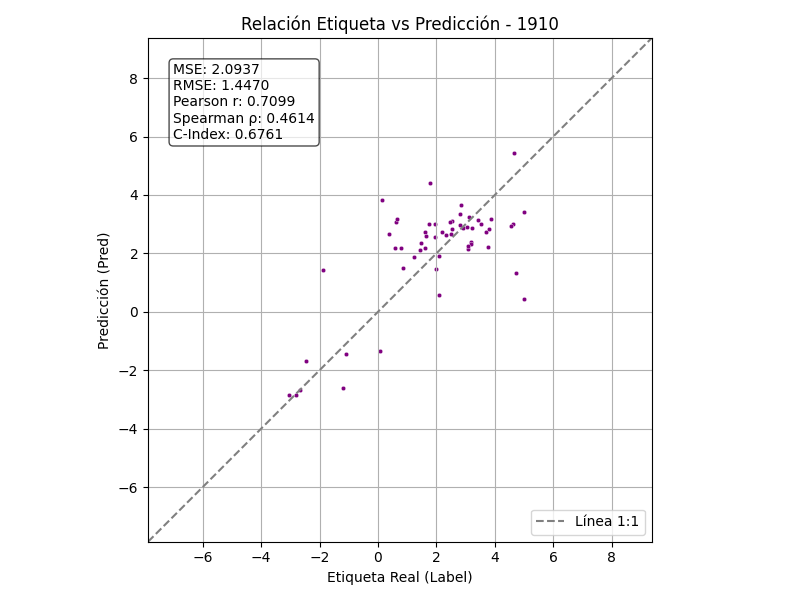 Relación Etiqueta vs Predicción - 1910
MSE: 2.0937
RMSE: 1.4470
Pearson r: 0.7099
Spearman ρ: 0.4614
C-Index: 0.6761
8
6
4
2
0
−2
−4
−6
Predicción (Pred)
Línea 1:1
−6 −4 −2 0 2 4 6 8
Etiqueta Real (Label)